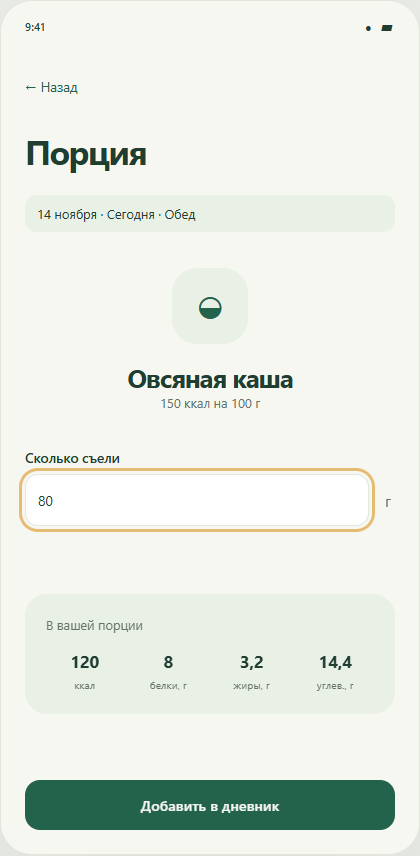 9:41
← Назад
Порция
14 ноября · Сегодня · Обед
Овсяная каша
150 ккал на 100 г
Сколько съели
80 г
В вашей порции
120 8 3,2 14,4
ккал белки, г жиры, г углев., г
Добавить в дневник